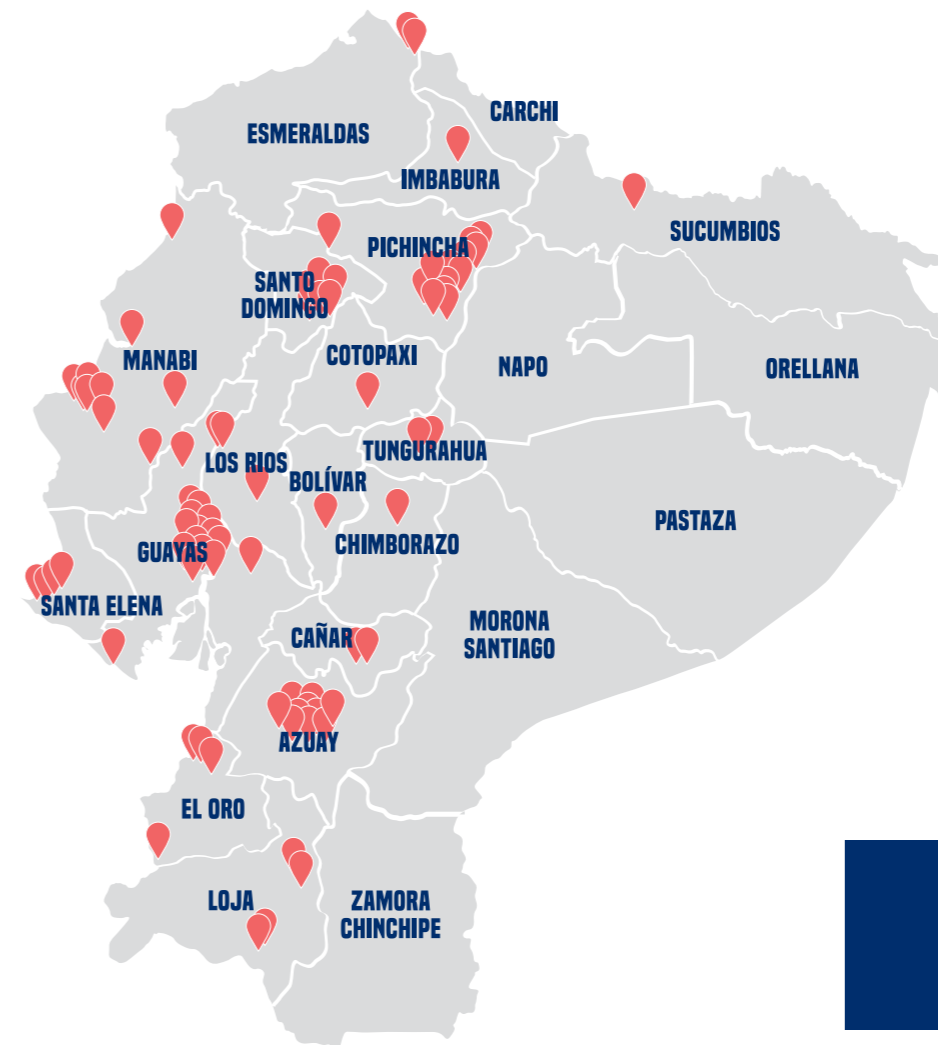 CARCHI
ESMERALDAS
IMBABURA
SUCUMBIOS
PICHINCHA
SANTO
DOMINGO
COTOPAXI
MANABI
NAPO
ORELLANA
TUNGURAHUA
LOS RIOS
BOLÍVAR
PASTAZA
CHIMBORAZO
GUAYAS
SANTA ELENA
MORONA
SANTIAGO
CAÑAR
AZUAY
EL ORO
LOJA
ZAMORA
CHINCHIPE